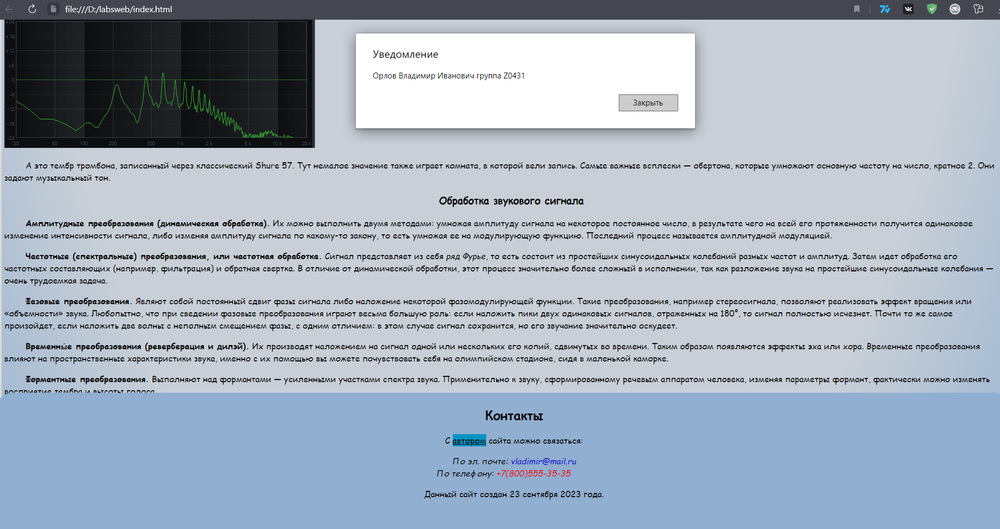 file:///D:/labsweb/index.html
+24
+18
+12
+6
0
-6
-12
-18
-24
20 50 100 200 500 1 k 2 k 5 k 10 k 20 k
Уведомление
Орлов Владимир Иванович группа Z0431
Закрыть
А это тембр тромбона, записанный через классический Shure 57. Тут немалое значение также играет комната, в которой вели запись. Самые важные всплески — обертона, которые умножают основную частоту на число, кратное 2. Они
задают музыкальный тон.
Обработка звукового сигнала
Амплитудные преобразования (динамическая обработка). Их можно выполнить двумя методами: умножая амплитуду сигнала на некоторое постоянное число, в результате чего на всей его протяженности получится одинаковое
изменение интенсивности сигнала, либо изменяя амплитуду сигнала по какому-то закону, то есть умножая ее на модулирующую функцию. Последний процесс называется амплитудной модуляцией.
Частотные (спектральные) преобразования, или частотная обработка. Сигнал представляет из себя ряд Фурье, то есть состоит из простейших синусоидальных колебаний разных частот и амплитуд. Затем идет обработка его
частотных составляющих (например, фильтрация) и обратная свертка. В отличие от динамической обработки, этот процесс значительно более сложный в исполнении, так как разложение звука на простейшие синусоидальные колебания —
очень трудоемкая задача.
Фазовые преобразования. Являют собой постоянный сдвиг фазы сигнала либо наложение некоторой фазомодулирующей функции. Такие преобразования, например стереосигнала, позволяют реализовать эффект вращения или
«объемности» звука. Любопытно, что при сведении фазовые преобразования играют весьма большую роль: если наложить пики двух одинаковых сигналов, отраженных на 180°, то сигнал полностью исчезнет. Почти то же самое
произойдет, если наложить две волны с неполным смещением фазы, с одним отличием: в этом случае сигнал сохранится, но его звучание значительно оскудеет.
Временны́е преобразования (реверберация и дилэй). Их производят наложением на сигнал одной или нескольких его копий, сдвинутых во времени. Таким образом появляются эффекты эха или хора. Временные преобразования
влияют на пространственные характеристики звука, именно с их помощью вы можете почувствовать себя на олимпийском стадионе, сидя в маленькой каморке.
Формантные преобразования. Выполняют над формантами — усиленными участками спектра звука. Применительно к звуку, сформированному речевым аппаратом человека, изменяя параметры формант, фактически можно изменять
восприятие тембра и высоты голоса.
Контакты
С автором сайта можно связаться:
По эл. почте: vladimir@mail.ru
По телефону: +7(800)555-35-35
Данный сайт создан 23 сентября 2023 года.